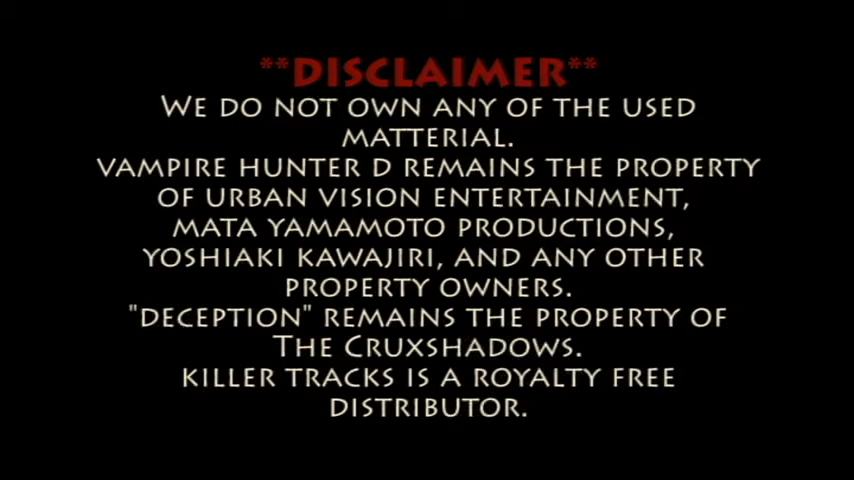 **DISCLAIMER**
WE DO NOT OWN ANY OF THE USED
MATTERIAL.
VAMPIRE HUNTER D REMAINS THE PROPERTY
OF URBAN VISION ENTERTAINMENT,
MATA YAMAMOTO PRODUCTIONS,
YOSHIAKI KAWAJIRI, AND ANY OTHER
PROPERTY OWNERS.
"DECEPTION" REMAINS THE PROPERTY OF
THE CRUXSHADOWS.
KILLER TRACKS IS A ROYALTY FREE
DISTRIBUTOR.